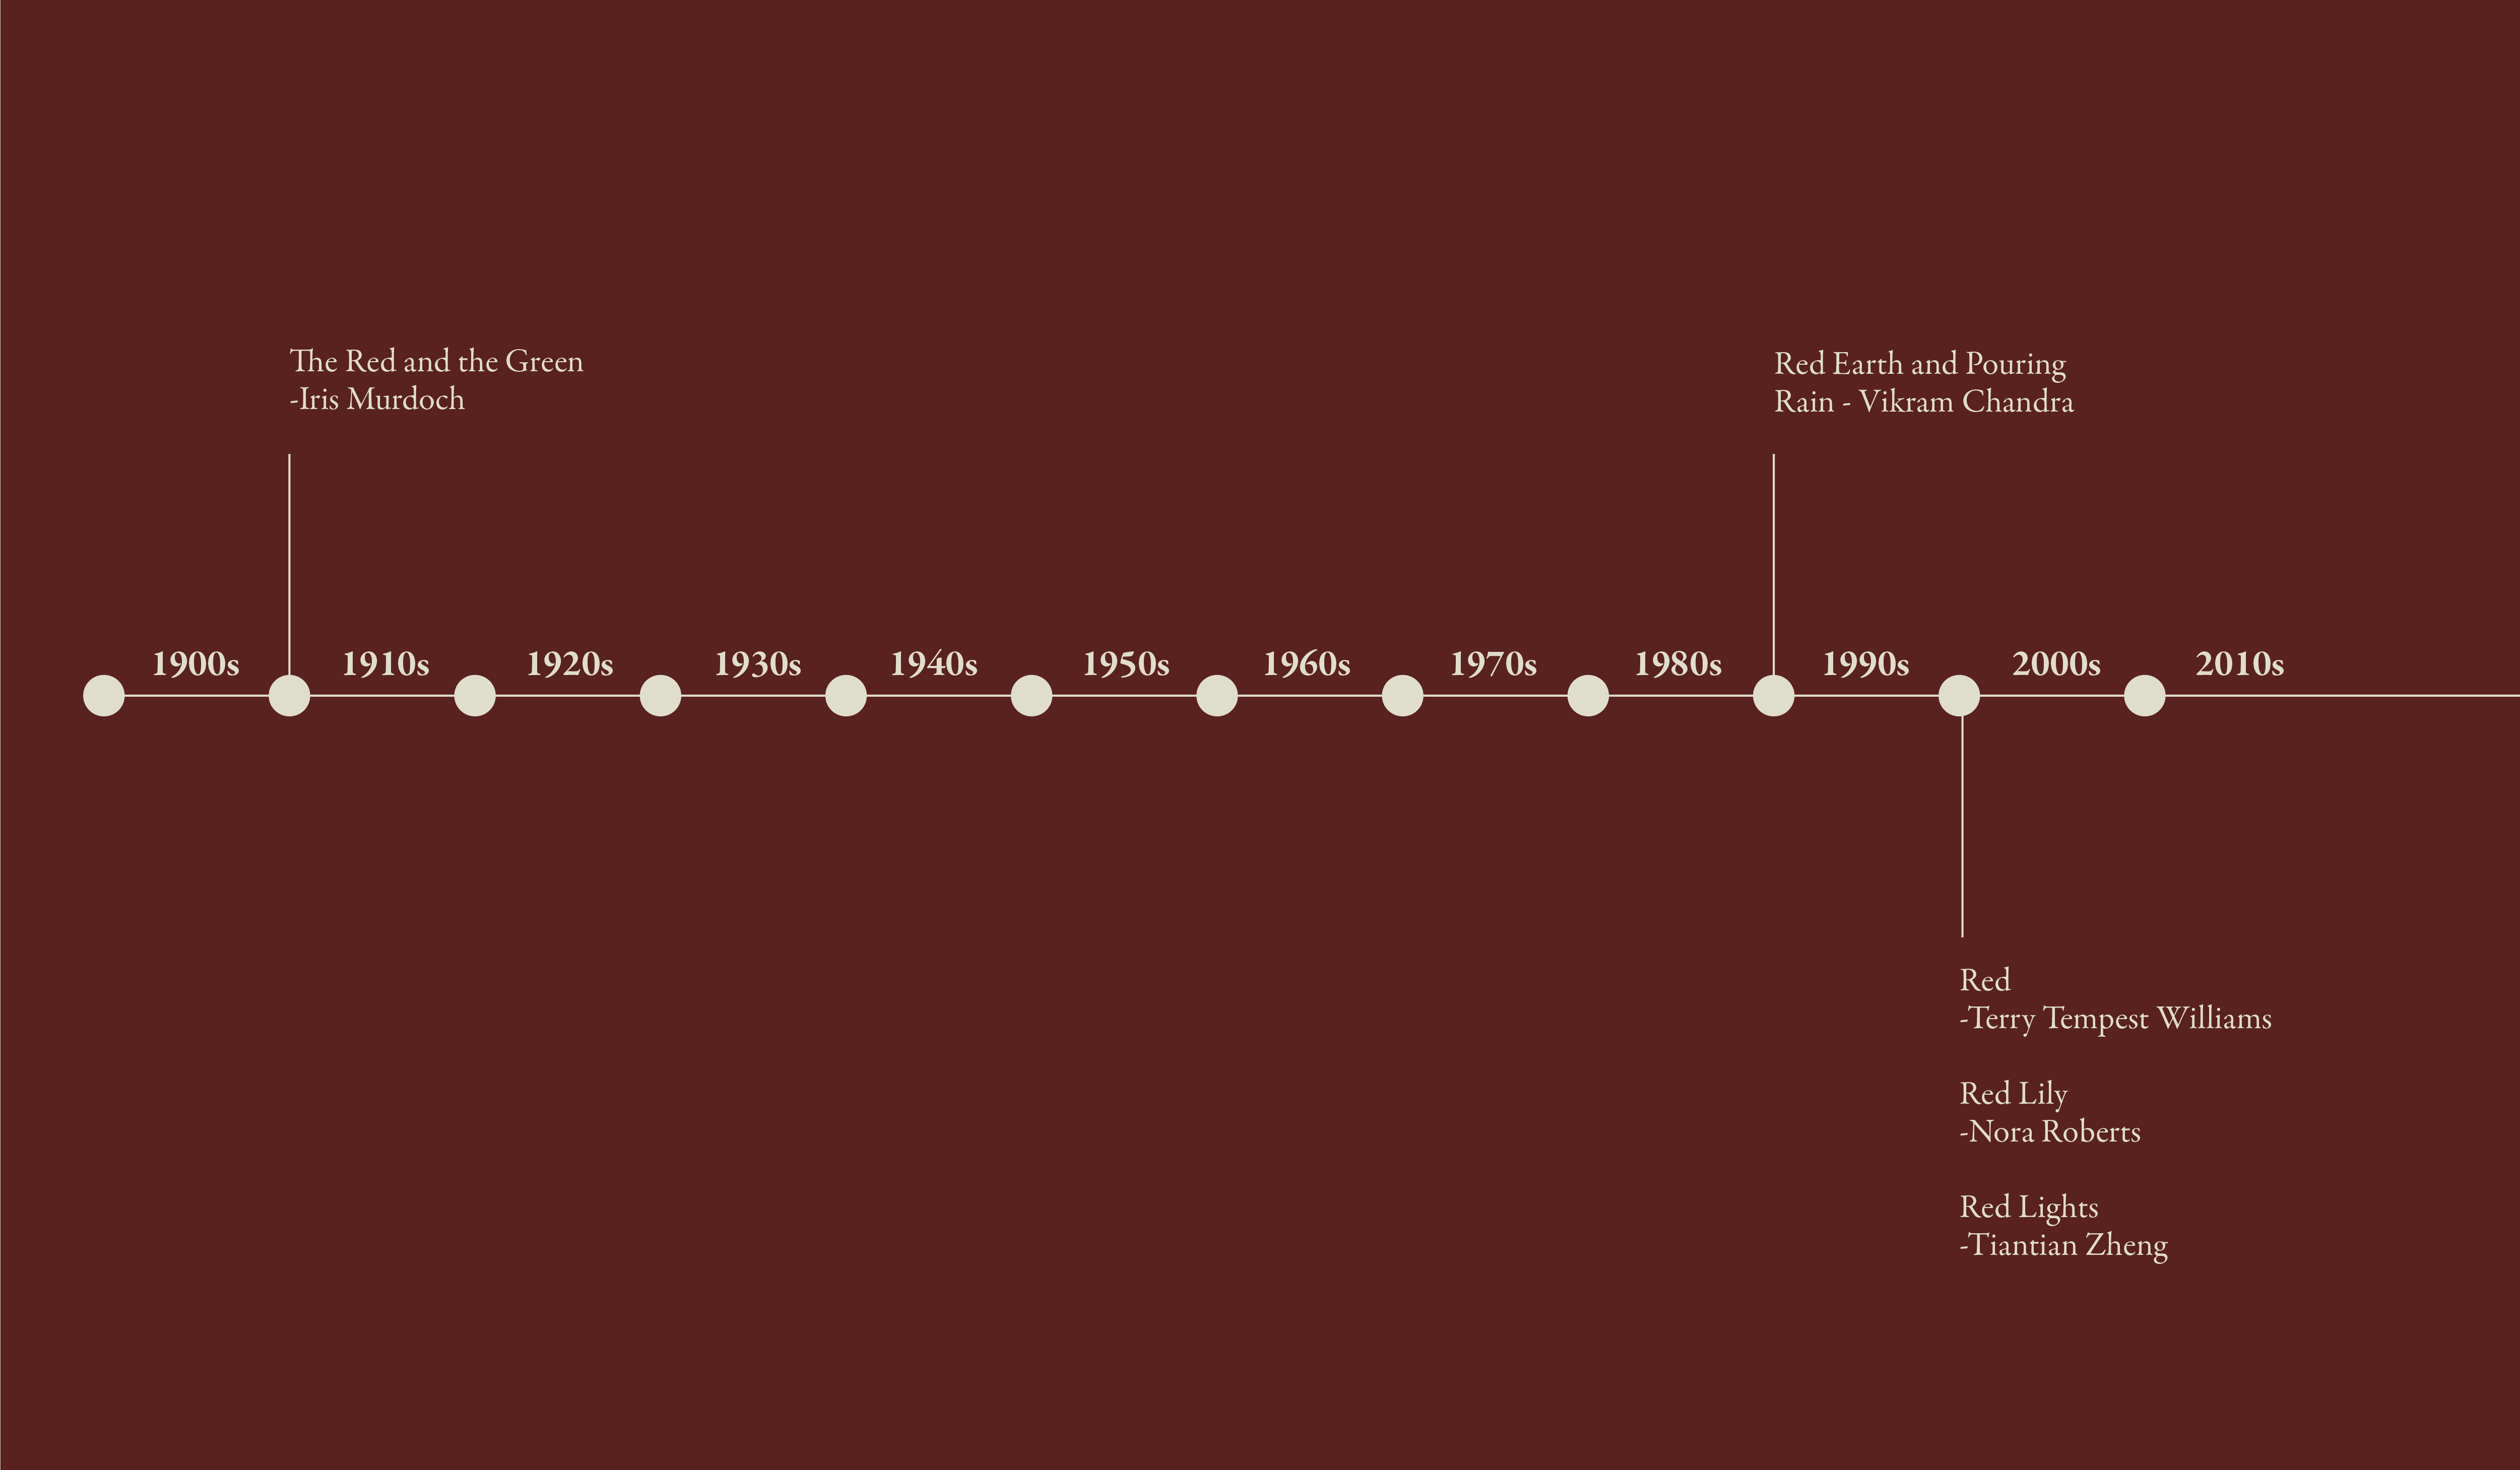 The Red and the Green
-Iris Murdoch
Red Earth and Pouring
Rain - Vikram Chandra
1900s
1910s
1920s
1930s
1940s
1950s
1960s
1970s
1980s
1990s
2000s
2010s
Red
-Terry Tempest Williams
Red Lily
-Nora Roberts
Red Lights
-Tiantian Zheng